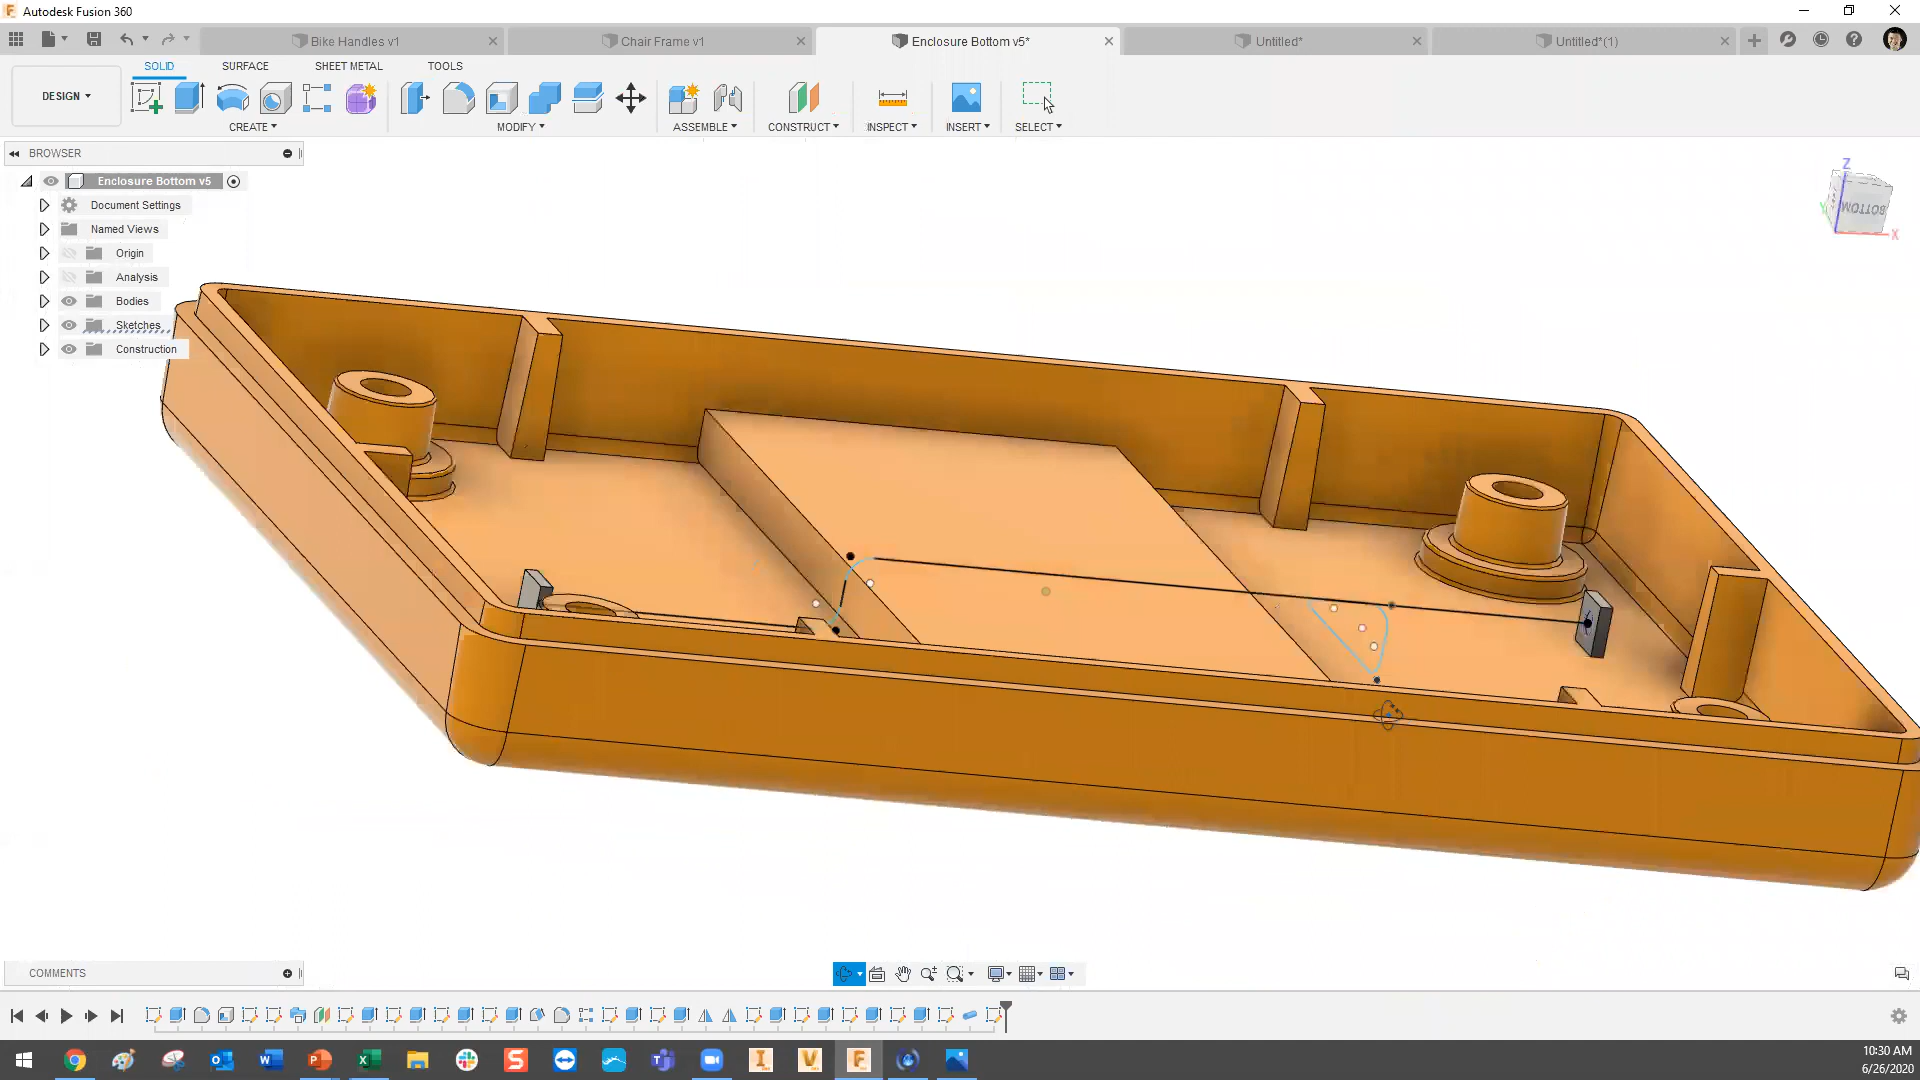 Autodesk Fusion 360
Bike Handles v1
Chair Frame v1
Enclosure Bottom v5*
Untitled*
Untitled*(1)
SOLID
SURFACE
SHEET METAL
TOOLS
DESIGN
CREATE
MODIFY
ASSEMBLE
CONSTRUCT
INSPECT
INSERT
SELECT
BROWSER
Enclosure Bottom v5
Document Settings
Named Views
Origin
Analysis
Bodies
Sketches
Construction
Z
BOTTOM
Y
X
COMMENTS
10:30 AM
6/26/2020